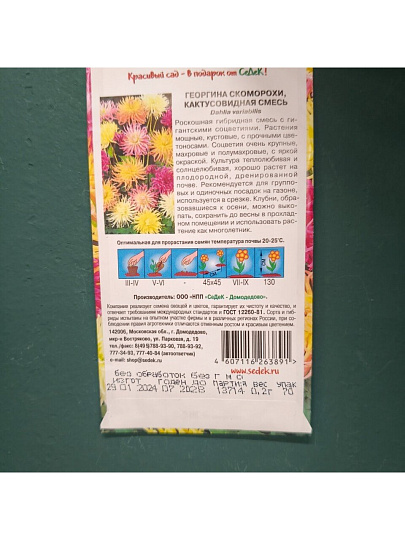 Красивый сад - в подарок от СеДеК!
ГЕОРГИНА СКОМОРОХИ,
КАКТУСОВИДНАЯ СМЕСЬ
Dahlia variabilis
Роскошная гибридная смесь с ги-
гантскими соцветиями. Растения
мощные, кустовые, с прочными цве-
тоносами. Соцветия очень крупные,
махровые и полумахровые, с яркой
окраской. Культура теплолюбивая и
солнцелюбивая, хорошо растет на
плодородной, дренированной
почве. Рекомендуется для группо-
вых и одиночных посадок на газоне,
используется в срезке. Клубни, обра-
зовавшиеся к осени, можно выко-
пать, сохранить до весны в прохлад-
ном помещении и использовать рас-
тение как многолетник.
Оптимальная для прорастания семян температура почвы 20-25°С.
III-IV V-VI - 45x45 VII-IX 130
Производитель: ООО «НПП «СеДеК - Домодедово».
Компания реализует семена овощей и цветов, гарантирует их чистоту и качество, и
отвечает требованиям международных стандартов и ГОСТ 12260-81. Сорта и гиб-
риды испытаны на опытном участке фирмы и в различных регионах России, при со-
блюдении правил агротехники отличаются отменным ростом и красивым цветением.
142006, Московская обл., г. Домодедово,
мкр-н Востряково, ул. Парковая, д. 19
тел./факс: 8(495)788-93-90, 788-93-92,
777-34-93, 777-40-54 (автоответчик)
e-mail: shop@sedek.ru
4 607116 263891 >
www.sedek.ru
без обработок без г м о
изгот годен до партия вес упак
29 01 2024 07 2028 13714 0,2г 70